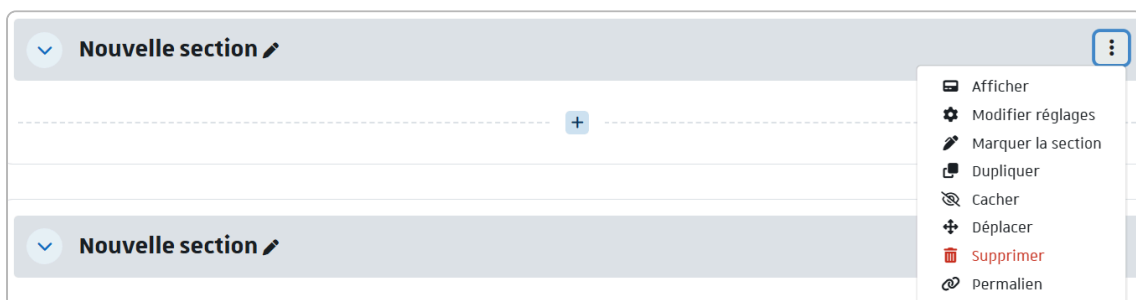 Nouvelle section
Afficher
Modifier réglages
Marquer la section
Dupliquer
Cacher
Déplacer
Supprimer
Permalien
Nouvelle section